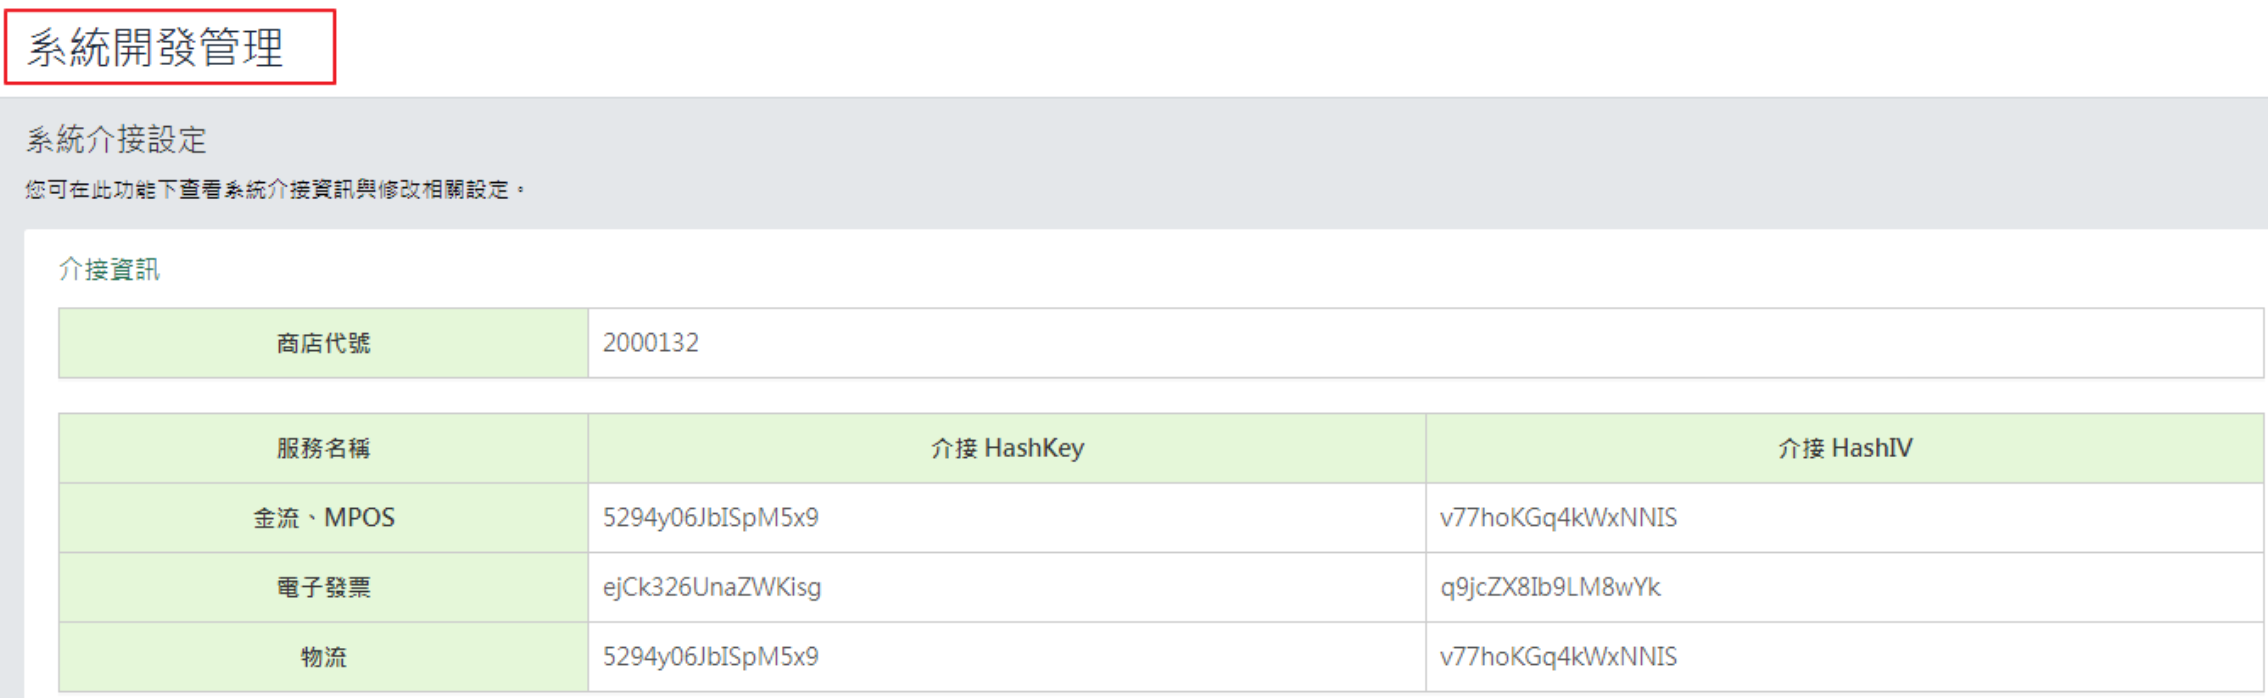 系統開發管理
系統介接設定
您可在此功能下查看系統介接資訊與修改相關設定。
介接資訊
商店代號 2000132
服務名稱 介接 HashKey 介接 HashIV
金流、MPOS 5294y06JbISpM5x9 v77hoKGq4kWxNNIS
電子發票 ejCk326UnaZWKisg q9jcZX8Ib9LM8wYk
物流 5294y06JbISpM5x9 v77hoKGq4kWxNNIS